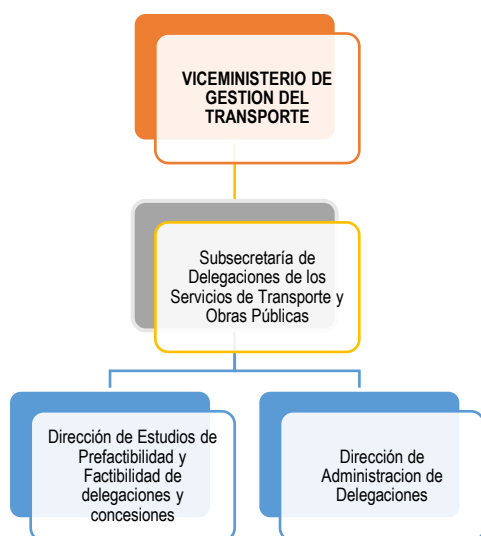 VICEMINISTERIO DE
GESTION DEL
TRANSPORTE
Subsecretaría de
Delegaciones de los
Servicios de Transporte y
Obras Públicas
Dirección de Estudios de
Prefactibilidad y
Factibilidad de
delegaciones y
concesiones
Dirección de
Administracion de
Delegaciones